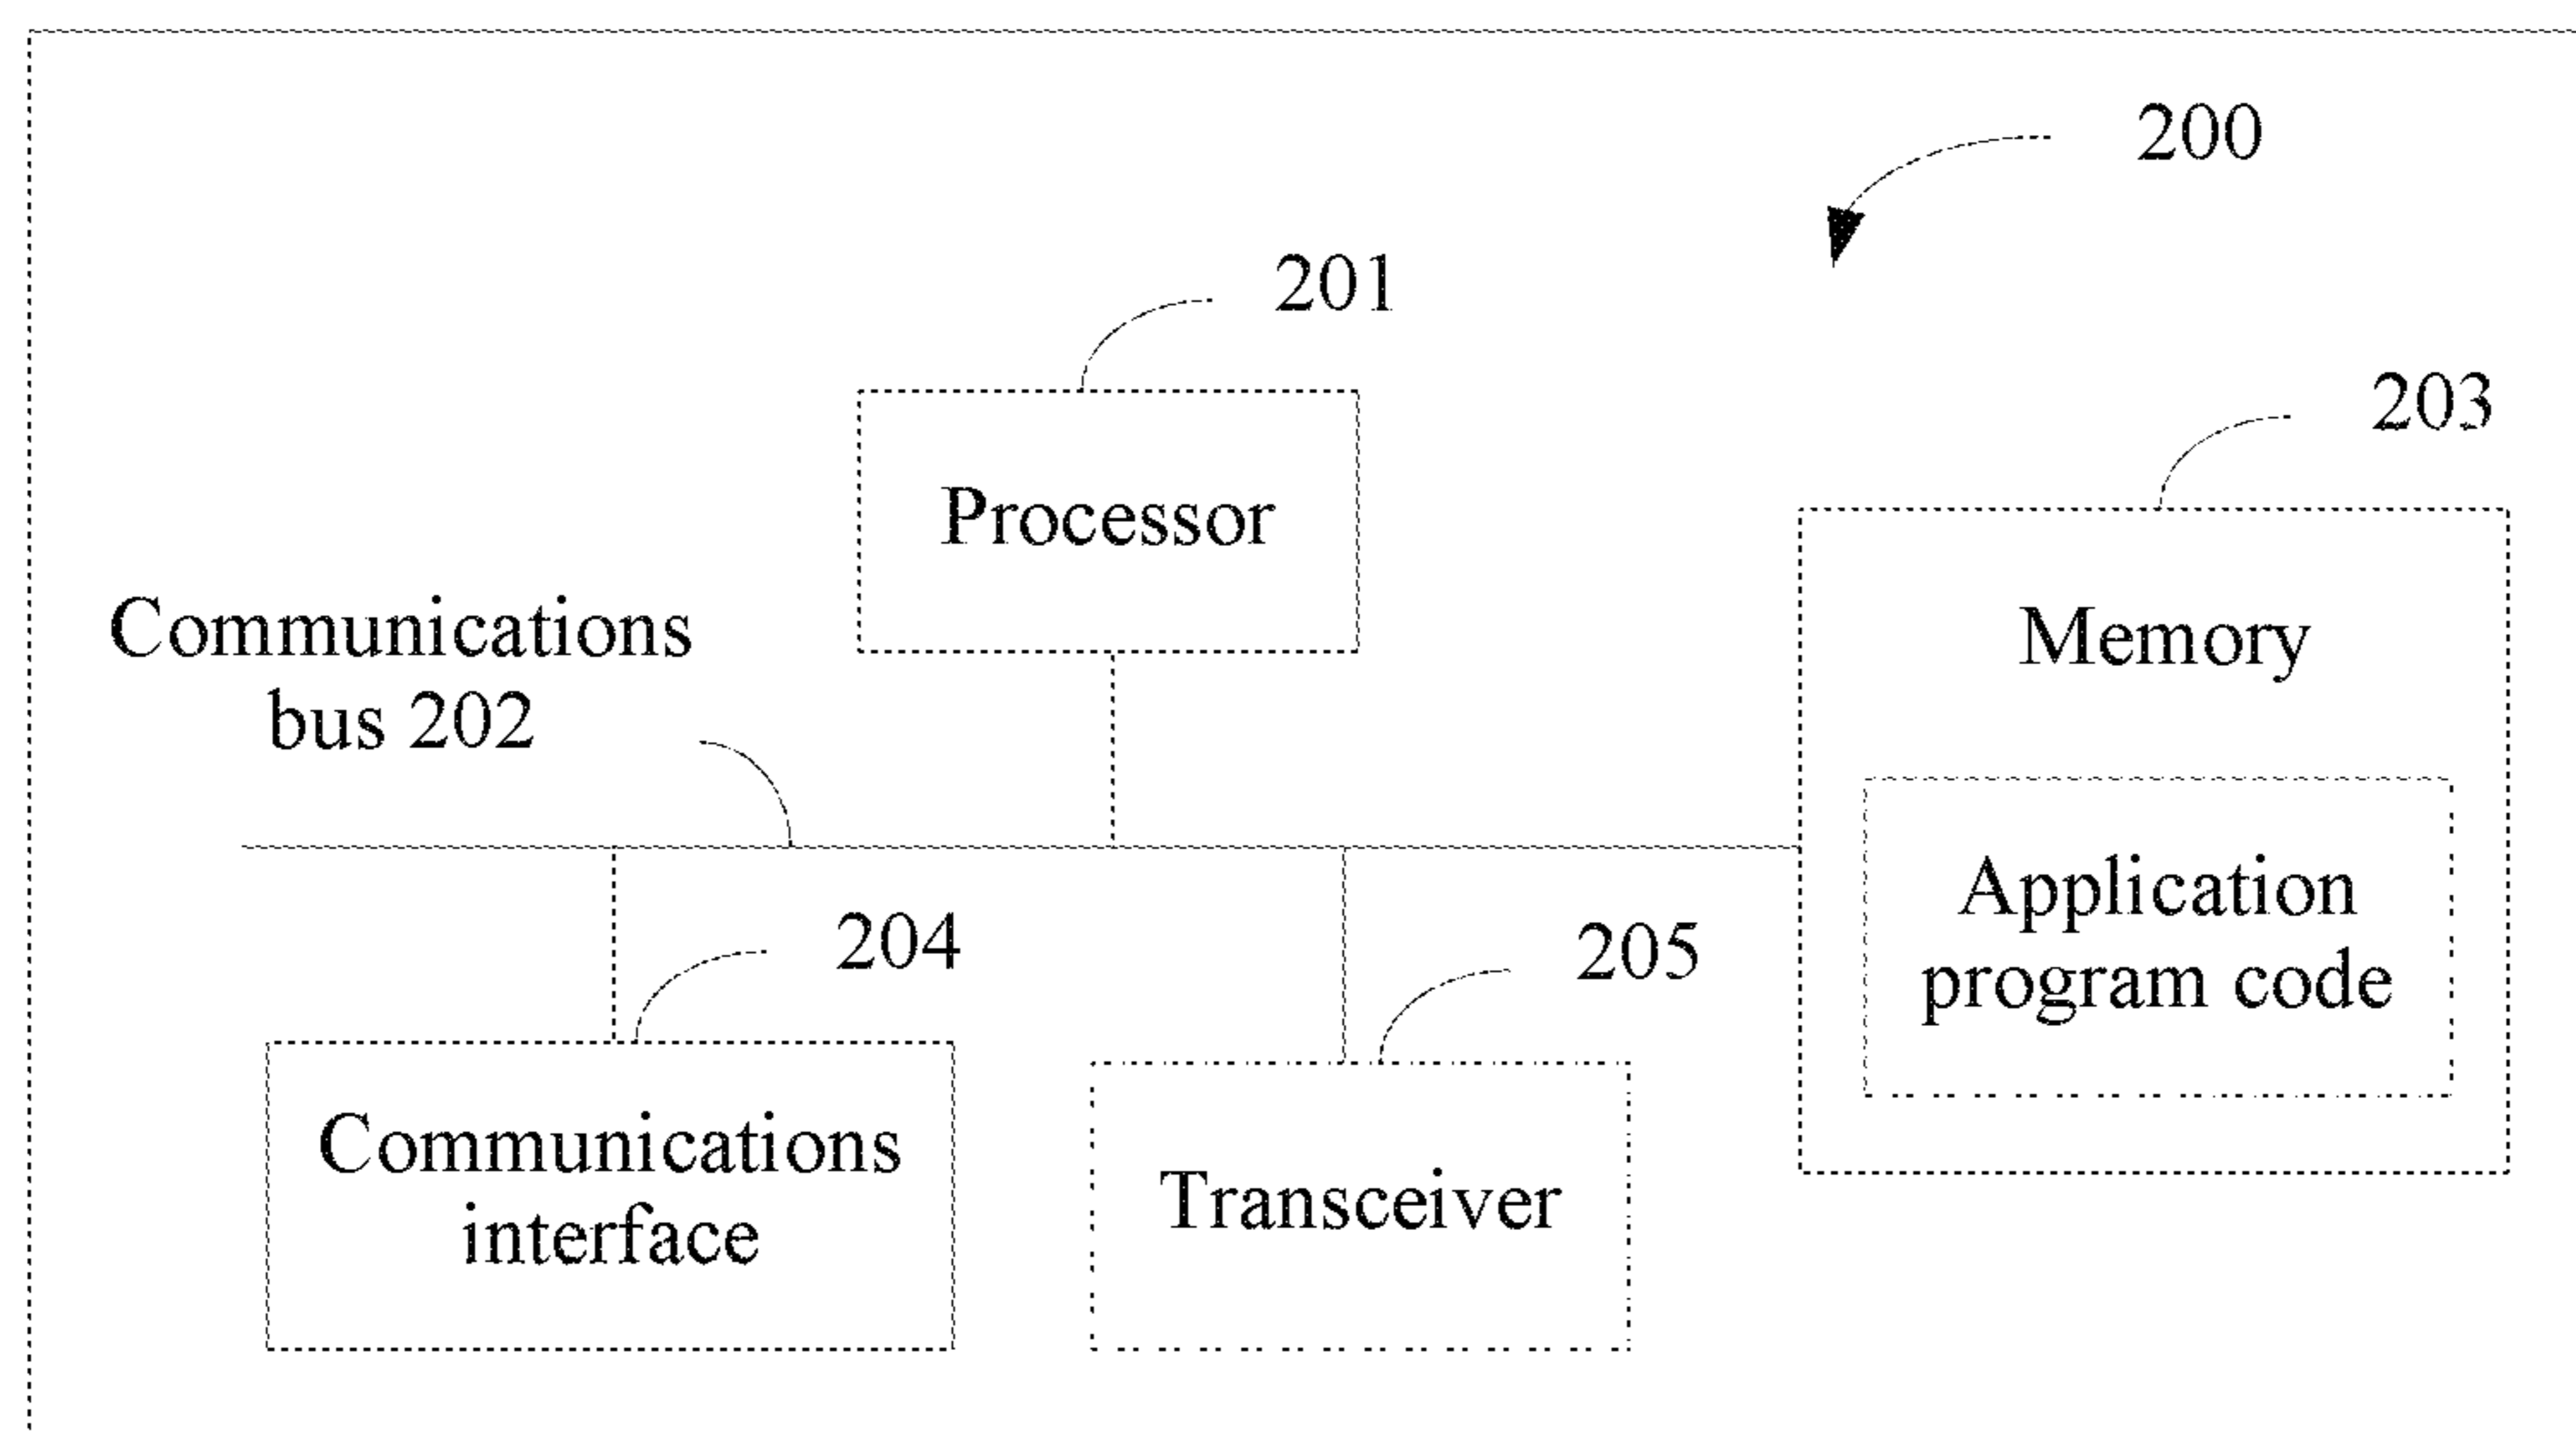 200
201
203
Processor
Communications
bus 202
Memory
Application
program code
204
205
Communications
interface
Transceiver